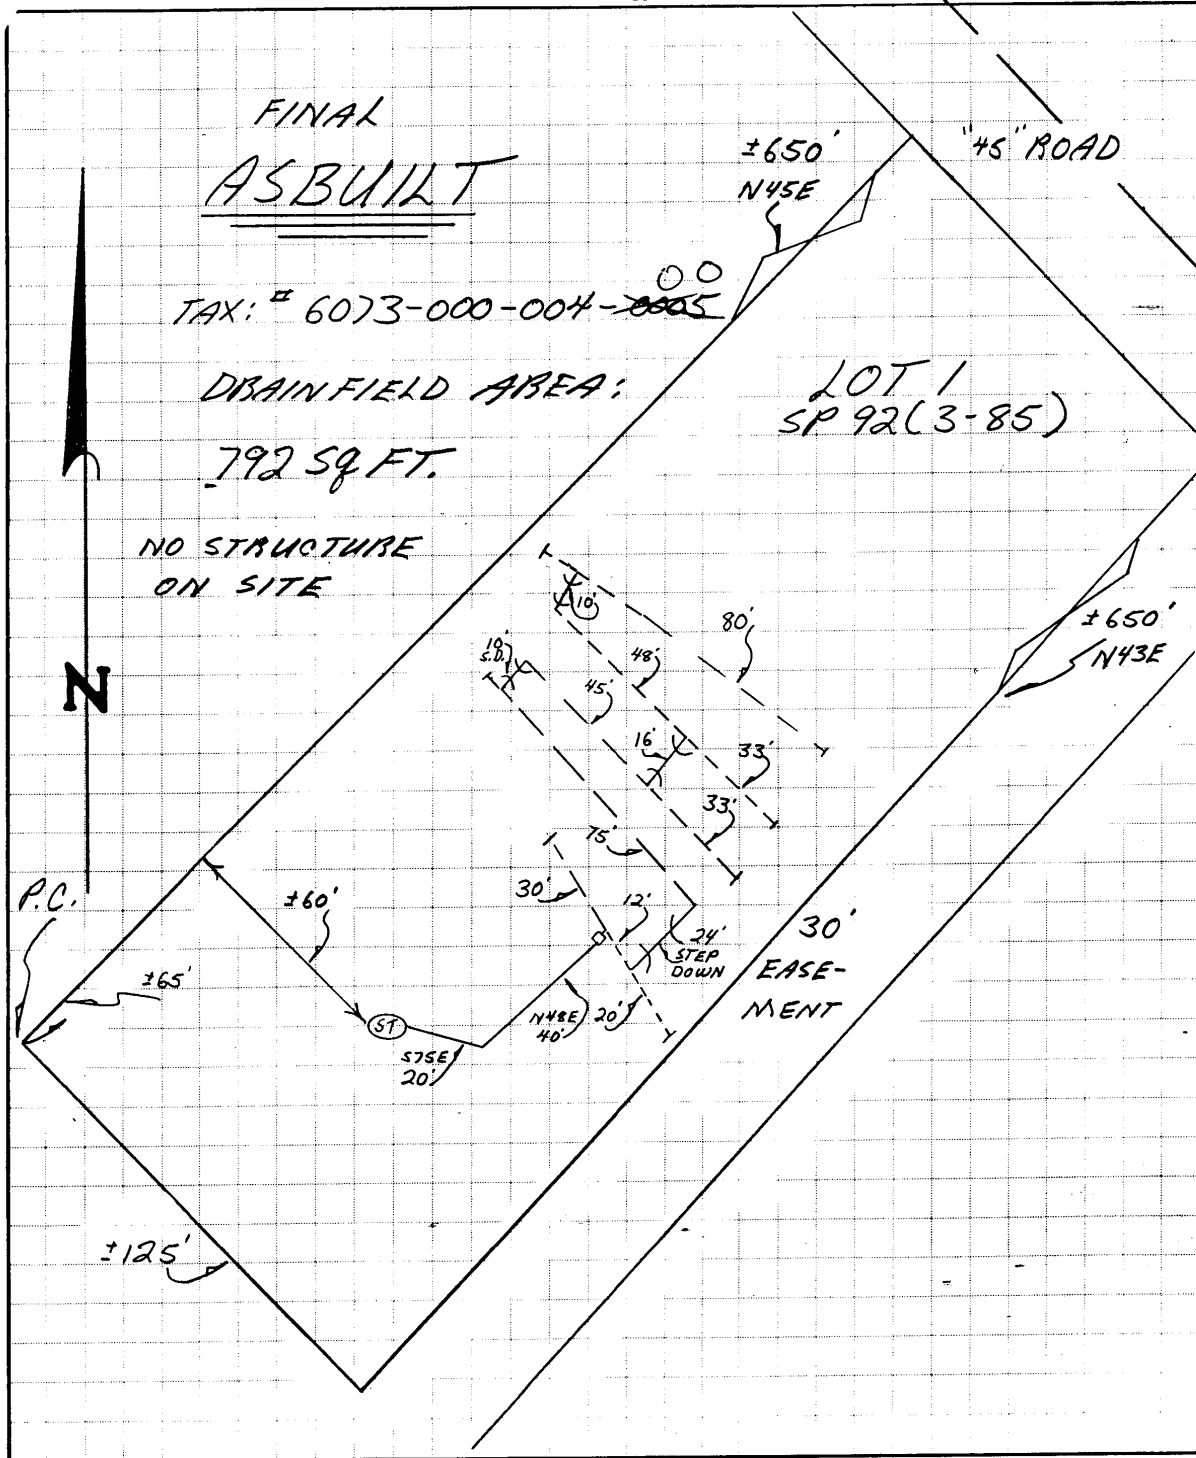 FINAL
ASBUILT
±650'
N45E
"45" ROAD
00
TAX: # 6073-000-004-0005
DRAINFIELD AREA:
792 Sq FT.
LOT 1
SP 92 (3-85)
NO STRUCTURE
ON SITE
10'
80'
±650'
N43E
10'
S.D.
48'
45'
N
16'
33'
33'
75'
30'
12'
P.C.
±60'
24'
STEP
DOWN
30'
EASE-
MENT
±65'
ST
N48E
40'
20'
S75E
20'
±125'